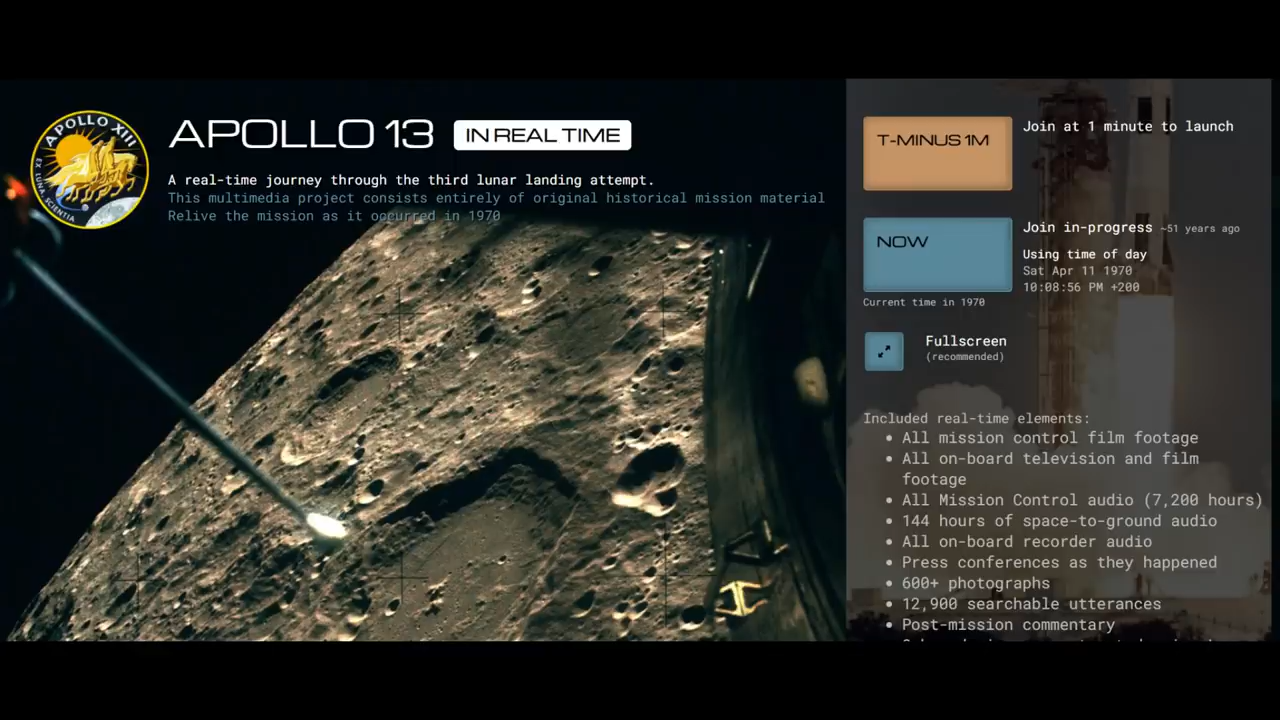 APOLLO XIII
EX LUNA, SCIENTIA
APOLLO 13 IN REAL TIME
A real-time journey through the third lunar landing attempt.
This multimedia project consists entirely of original historical mission material
Relive the mission as it occurred in 1970
T-MINUS 1M
Join at 1 minute to launch
NOW
Join in-progress ~51 years ago
Using time of day
Sat Apr 11 1970
10:08:56 PM +200
Current time in 1970
Fullscreen
(recommended)
Included real-time elements:
• All mission control film footage
• All on-board television and film
footage
• All Mission Control audio (7,200 hours)
• 144 hours of space-to-ground audio
• All on-board recorder audio
• Press conferences as they happened
• 600+ photographs
• 12,900 searchable utterances
• Post-mission commentary